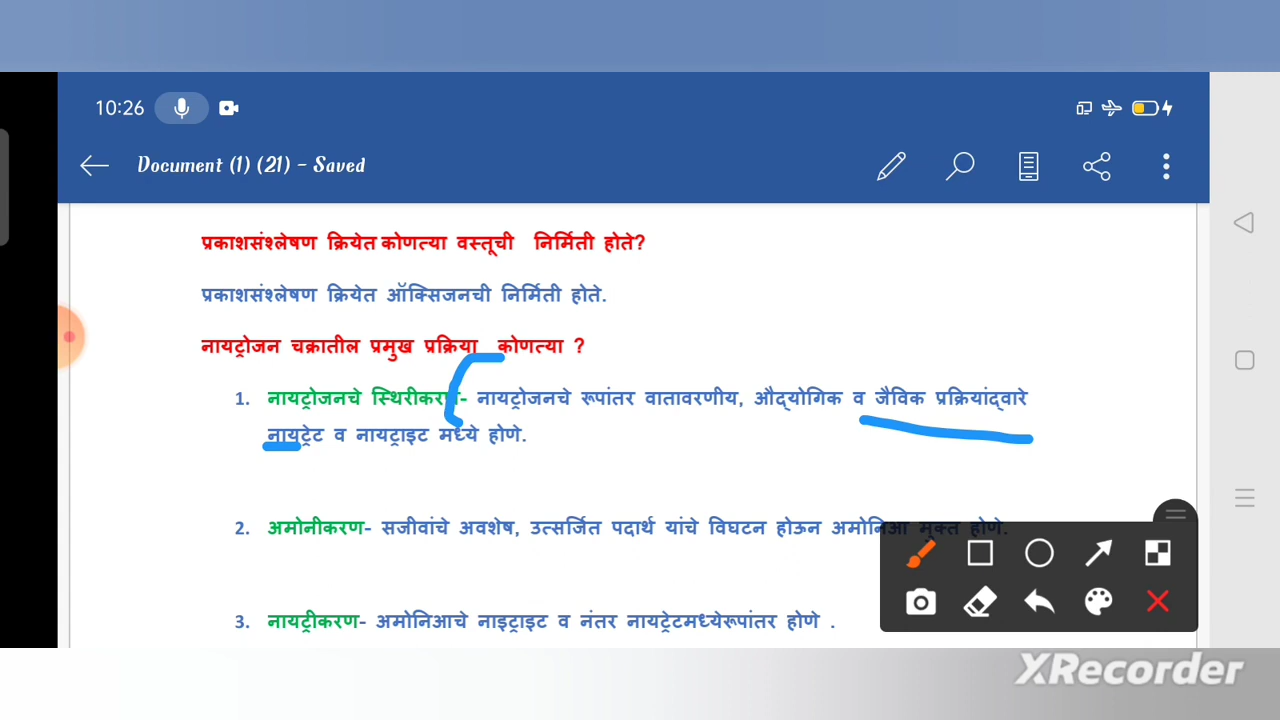 10:26
Document (1) (21) - Saved
प्रकाशसंश्लेषण क्रियेत कोणत्या वस्तूची निर्मिती होते?
प्रकाशसंश्लेषण क्रियेत ऑक्सिजनची निर्मिती होते.
नायट्रोजन चक्रातील प्रमुख प्रक्रिया कोणत्या ?
1. नायट्रोजनचे स्थिरीकरण- नायट्रोजनचे रूपांतर वातावरणीय, औद्योगिक व जैविक प्रक्रियांद्वारे
नायट्रेट व नायट्राइट मध्ये होणे.
2. अमोनीकरण- सजीवांचे अवशेष, उत्सर्जित पदार्थ यांचे विघटन होऊन अमोनिआ मुक्त होणे.
3. नायट्रीकरण- अमोनिआचे नाइट्राइट व नंतर नायट्रेटमध्येरूपांतर होणे .
XRecorder